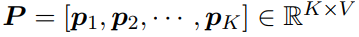 P = [p₁, p₂, ⋯ , p_K] ∈ ℝ^{K×V}